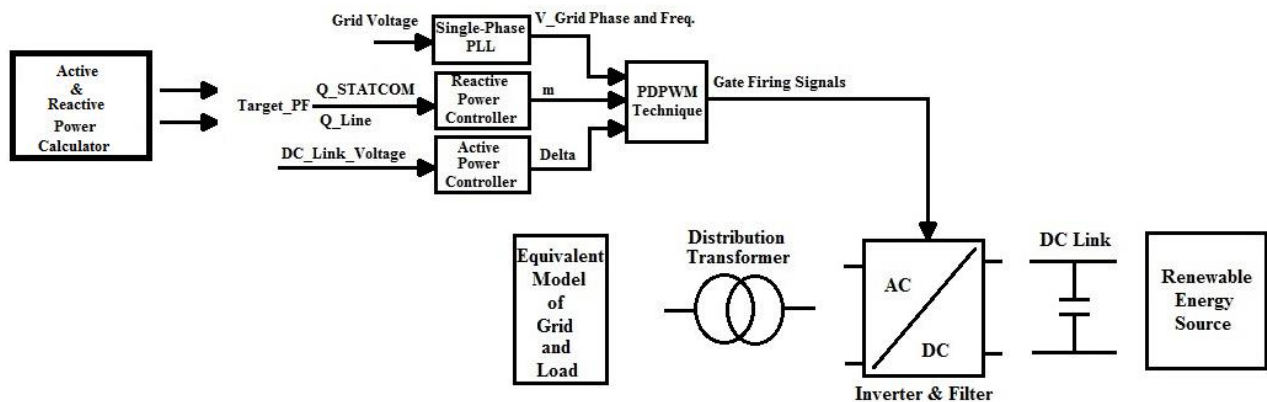 Grid Voltage
Single-Phase
PLL
V_Grid Phase and Freq.
Active
&
Reactive
Power
Calculator
Target_PF
Q_STATCOM
Q_Line
Reactive
Power
Controller
m
PDPWM
Technique
Gate Firing Signals
DC_Link_Voltage
Active
Power
Controller
Delta
Equivalent
Model
of
Grid
and
Load
Distribution
Transformer
AC
DC
Inverter & Filter
DC Link
Renewable
Energy
Source